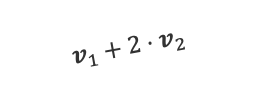 𝒗₁ + 2 · 𝒗₂